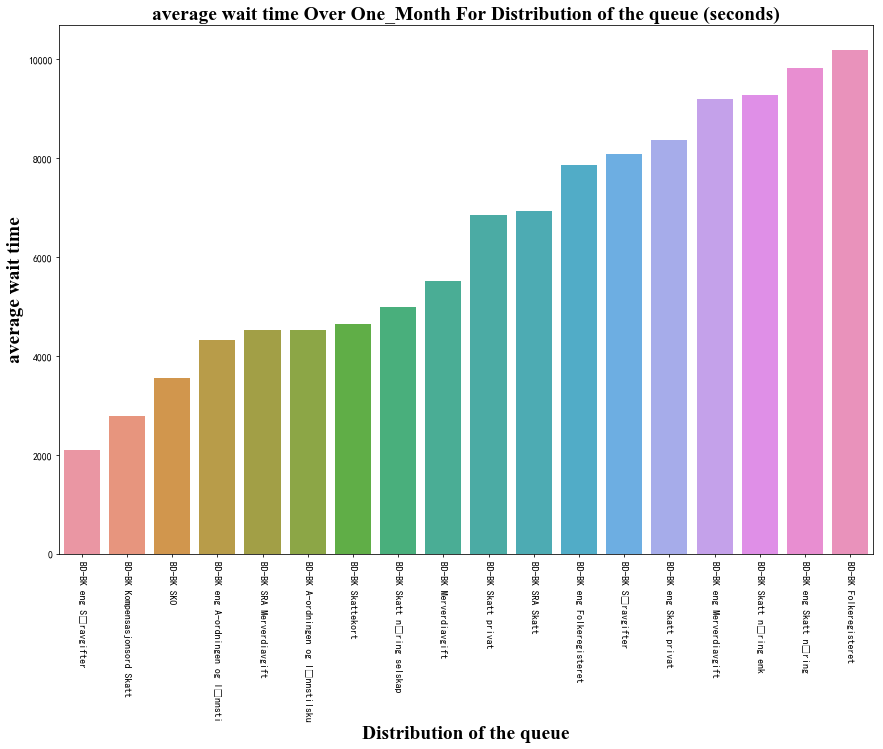 average wait time Over One_Month For Distribution of the queue (seconds)
average wait time
10000
8000
6000
4000
2000
0
BD-BK eng S□ravgifter
BD-BK Kompensasjonsord Skatt
BD-BK SKO
BD-BK eng A-ordningen og l□nnsti
BD-BK SRA Merverdiavgift
BD-BK A-ordningen og l□nnstilsku
BD-BK Skattekort
BD-BK Skatt n□ring selskap
BD-BK Merverdiavgift
BD-BK Skatt privat
BD-BK SRA Skatt
BD-BK eng Folkeregisteret
BD-BK S□ravgifter
BD-BK eng Skatt privat
BD-BK eng Merverdiavgift
BD-BK Skatt n□ring enk
BD-BK eng Skatt n□ring
BD-BK Folkeregisteret
Distribution of the queue